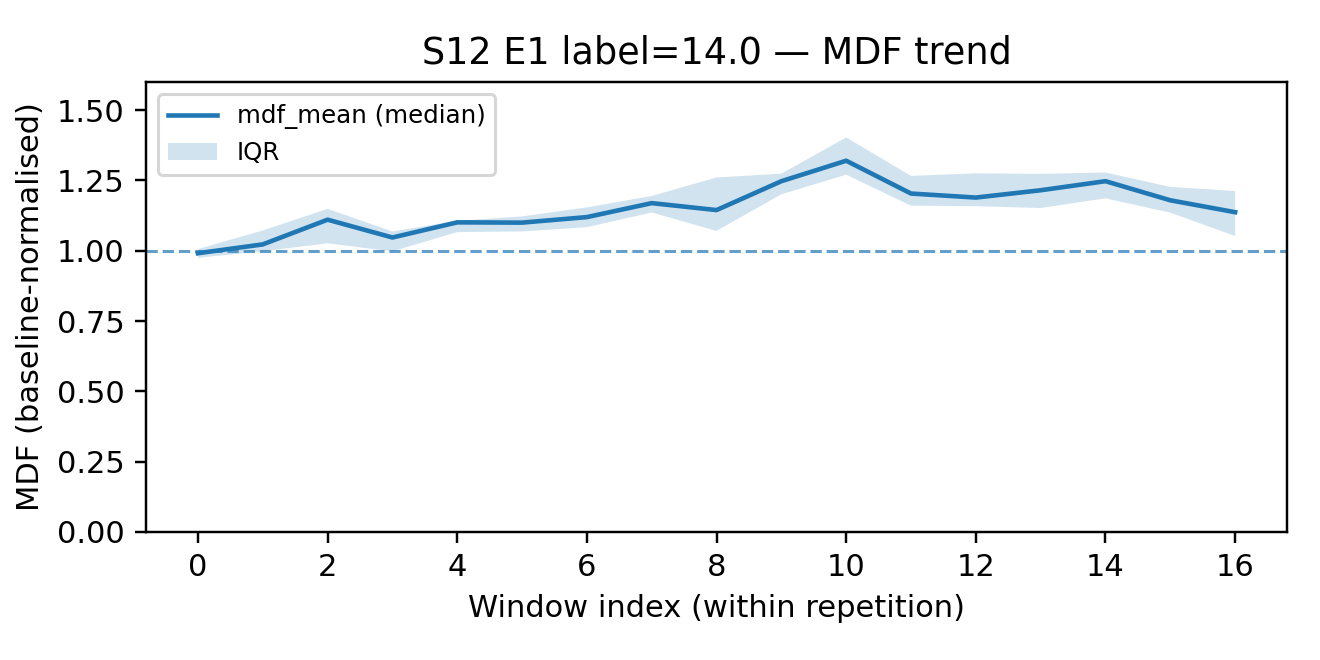 S12 E1 label=14.0 — MDF trend
mdf_mean (median)
IQR
MDF (baseline-normalised)
1.50
1.25
1.00
0.75
0.50
0.25
0.00
0 2 4 6 8 10 12 14 16
Window index (within repetition)